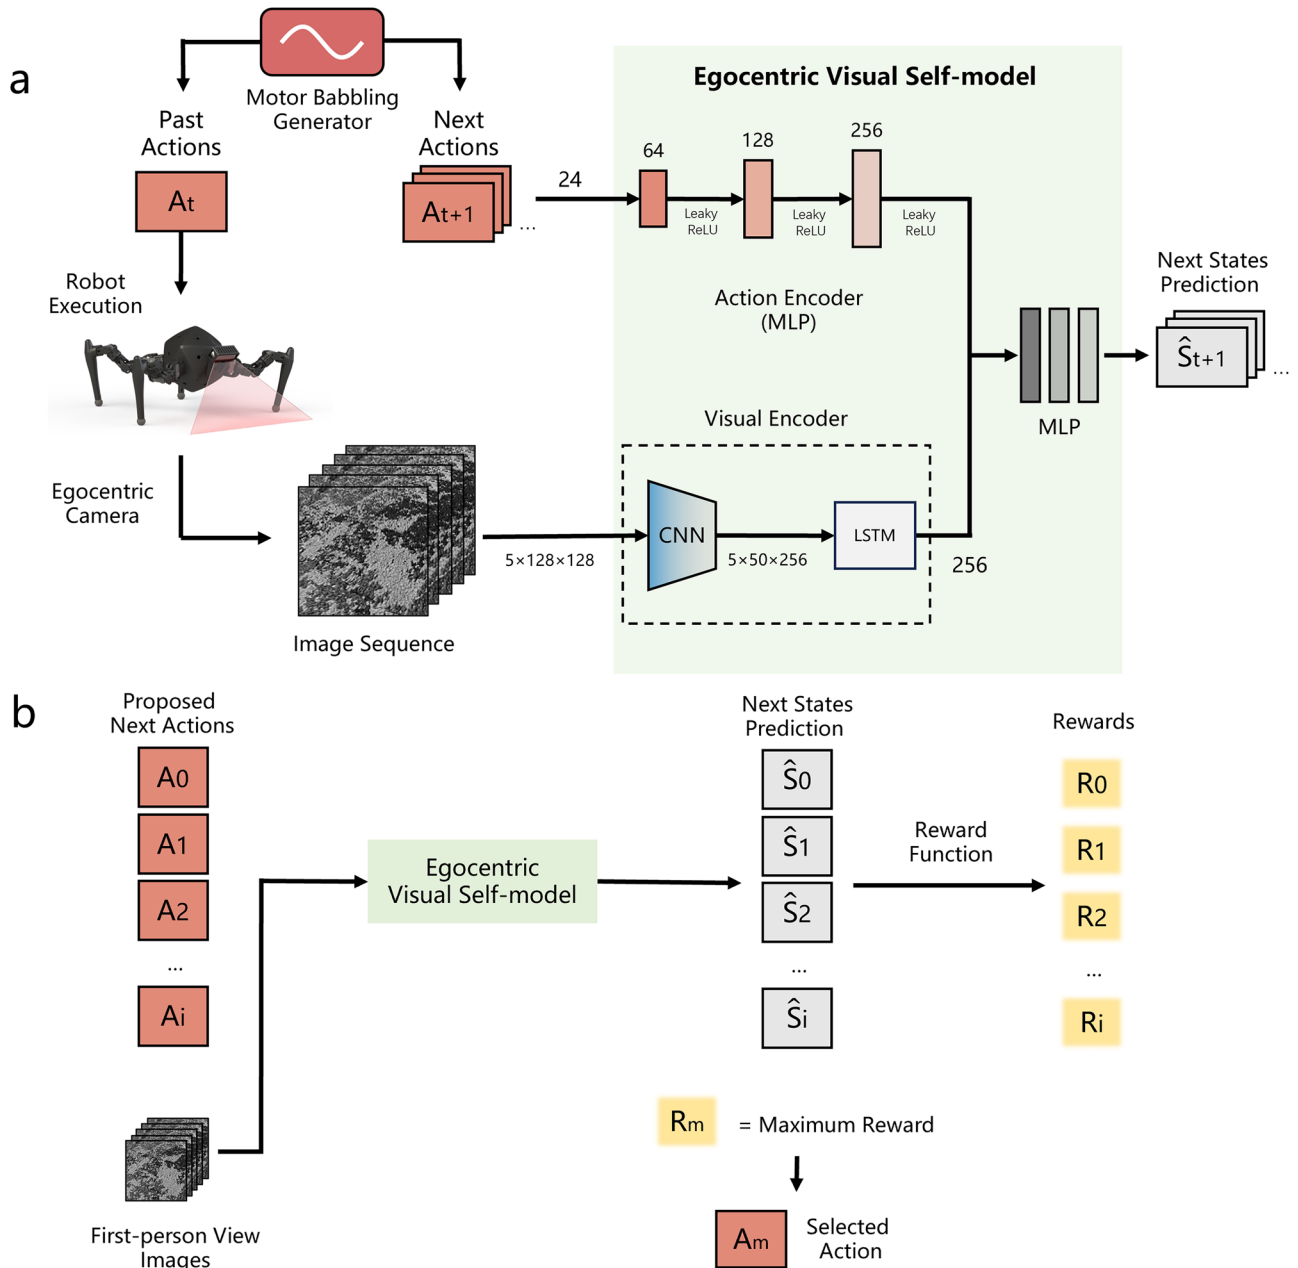 a
Motor Babbling
Generator
Past
Actions
At
Next
Actions
At+1
...
24
Egocentric Visual Self-model
64
128
256
Leaky
ReLU
Leaky
ReLU
Leaky
ReLU
Action Encoder
(MLP)
Robot
Execution
Egocentric
Camera
Image Sequence
5×128×128
Visual Encoder
CNN
5×50×256
LSTM
256
MLP
Next States
Prediction
Ŝt+1
...
b
Proposed
Next Actions
A0
A1
A2
...
Ai
First-person View
Images
Egocentric
Visual Self-model
Next States
Prediction
Ŝ0
Ŝ1
Ŝ2
...
Ŝi
Reward
Function
Rewards
R0
R1
R2
...
Ri
Rm = Maximum Reward
Am
Selected
Action